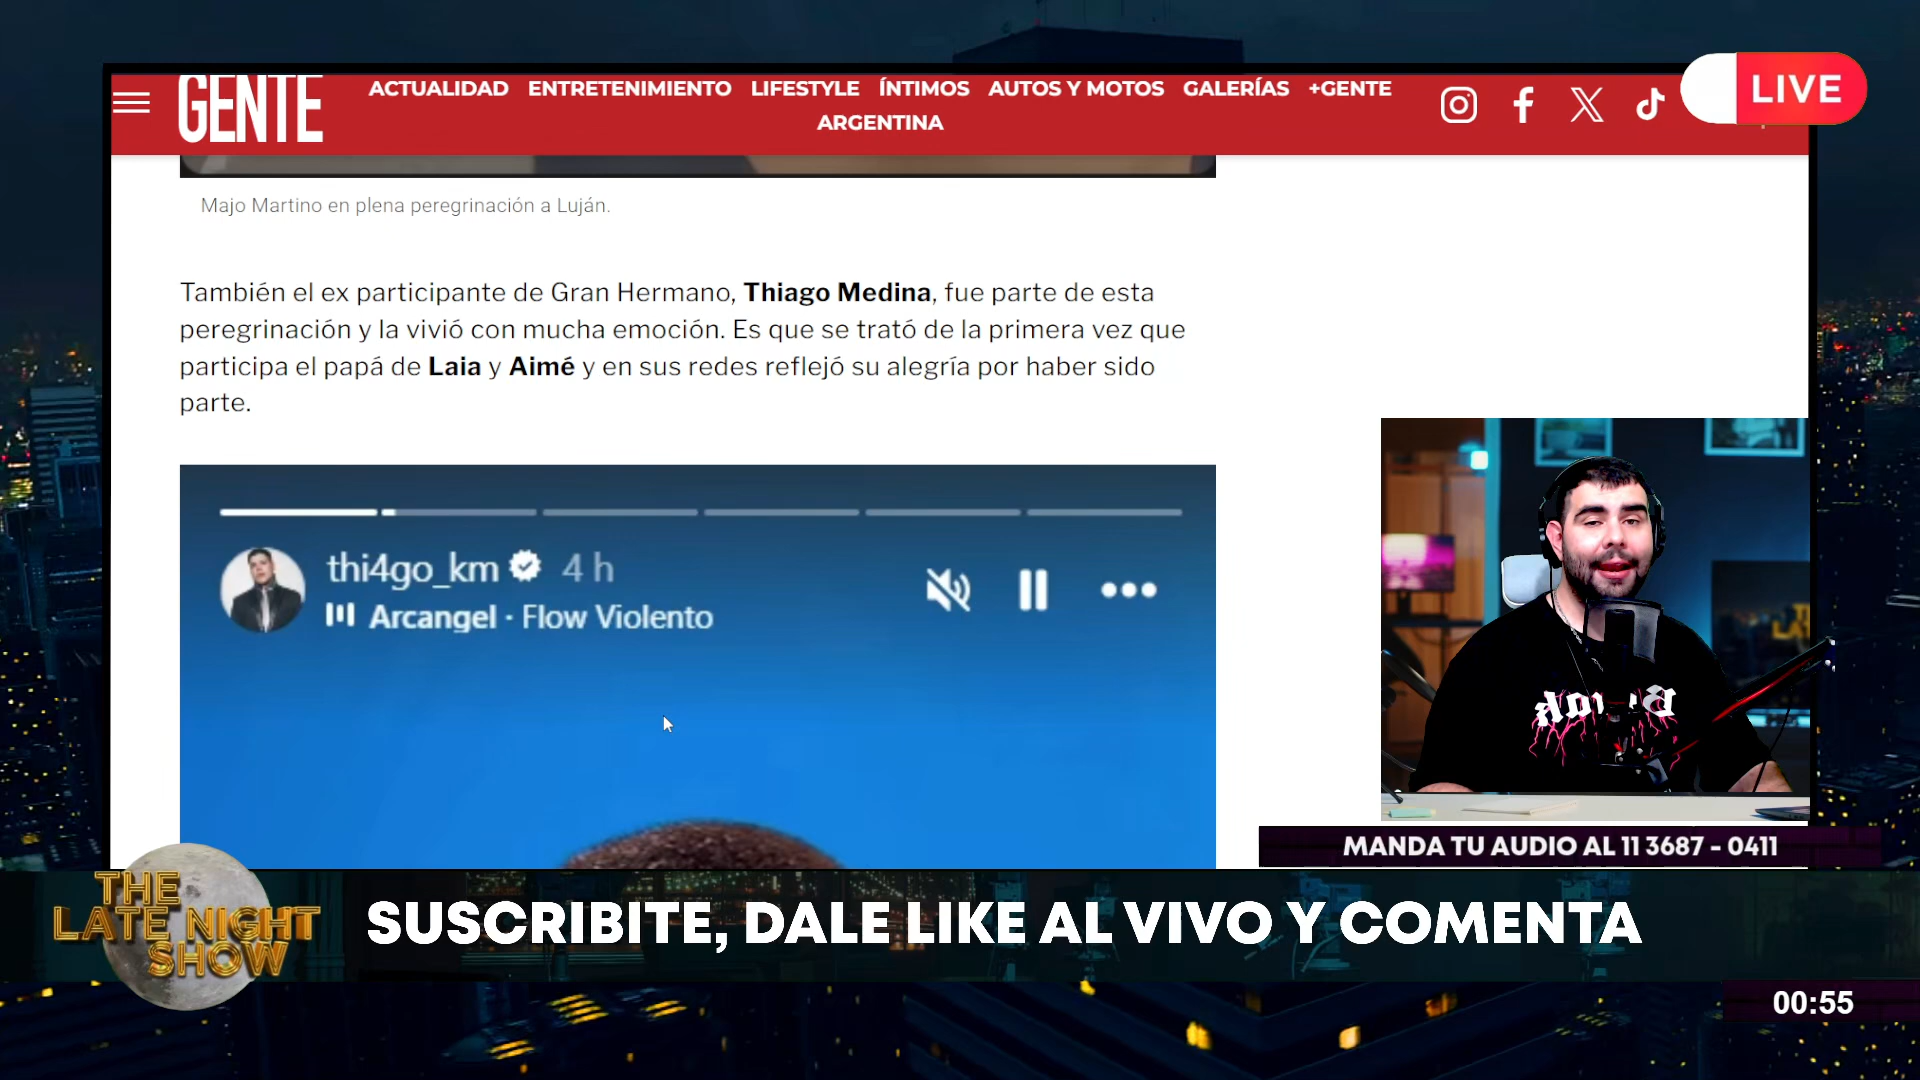 GENTE
ACTUALIDAD ENTRETENIMIENTO LIFESTYLE ÍNTIMOS AUTOS Y MOTOS GALERÍAS +GENTE
ARGENTINA
LIVE
Majo Martino en plena peregrinación a Luján.
También el ex participante de Gran Hermano, Thiago Medina, fue parte de esta
peregrinación y la vivió con mucha emoción. Es que se trató de la primera vez que
participa el papá de Laia y Aimé y en sus redes reflejó su alegría por haber sido
parte.
thi4go_km 4 h
Arcangel · Flow Violento
MANDA TU AUDIO AL 11 3687 - 0411
THE
LATE NIGHT
SHOW
SUSCRIBITE, DALE LIKE AL VIVO Y COMENTA
00:55